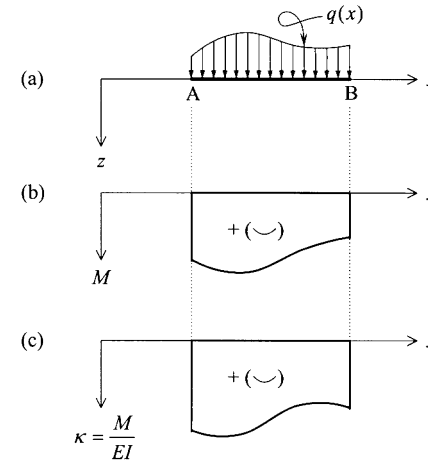 q(x)
(a)
A B
z
(b)
+ (⌣)
M
(c)
+ (⌣)
κ = M/EI